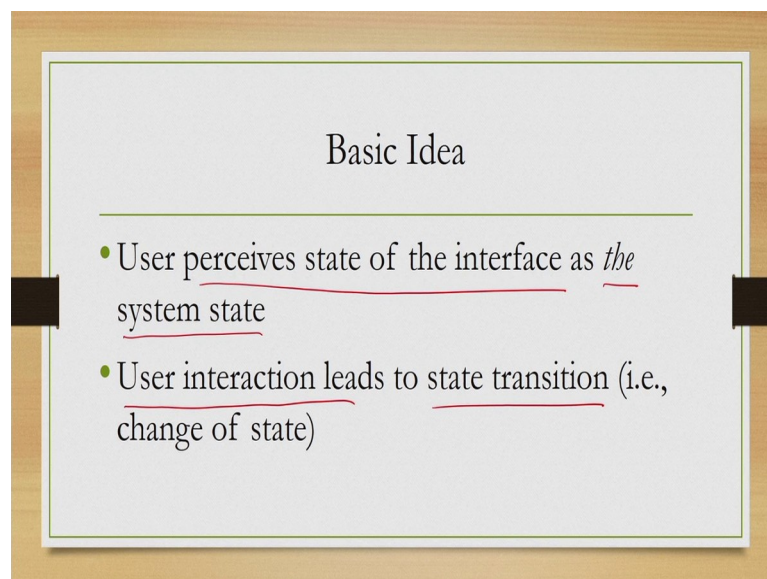 Basic Idea
•User perceives state of the interface as the
system state
•User interaction leads to state transition (i.e.,
change of state)